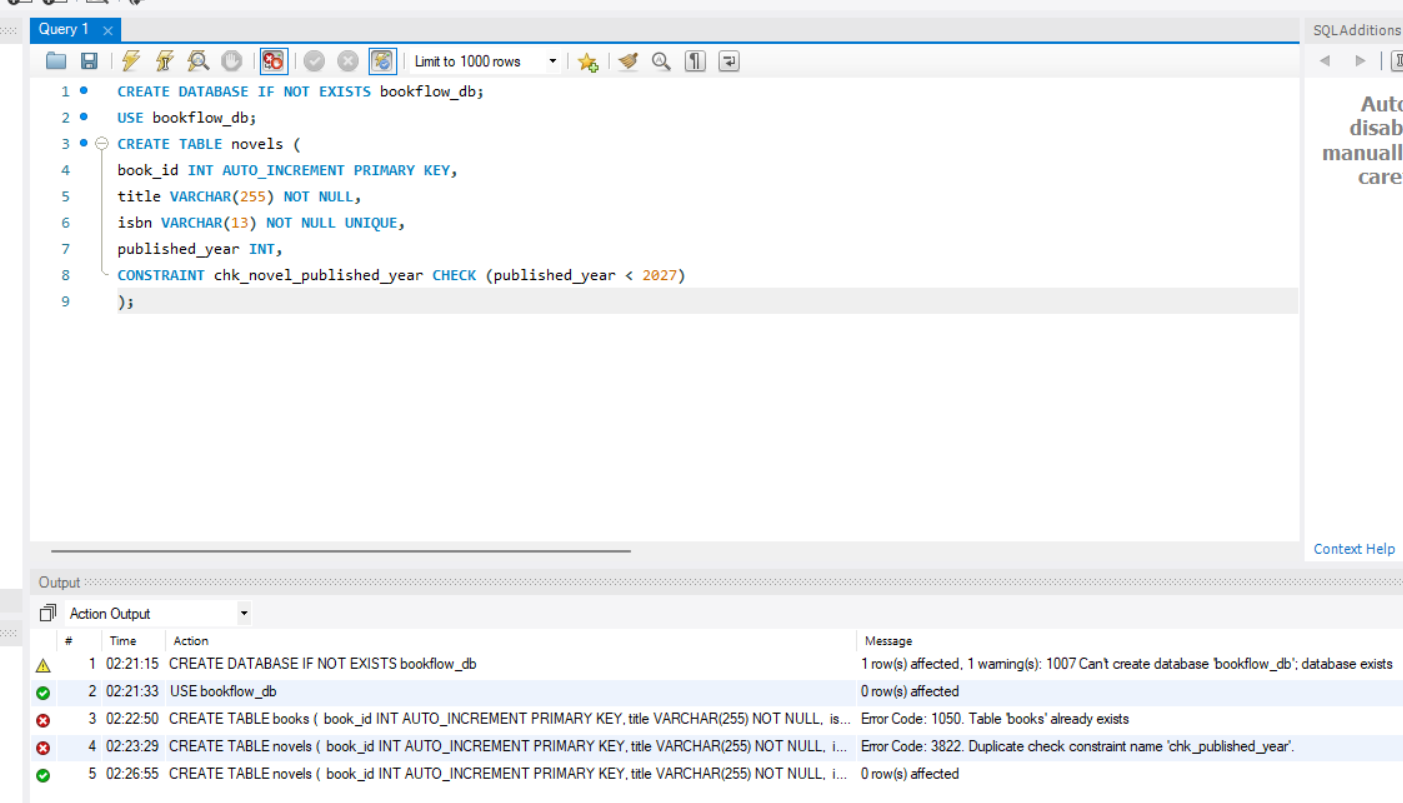 Query 1
SQLAdditions
Limit to 1000 rows
1 CREATE DATABASE IF NOT EXISTS bookflow_db;
2 USE bookflow_db;
3 CREATE TABLE novels (
4 book_id INT AUTO_INCREMENT PRIMARY KEY,
5 title VARCHAR(255) NOT NULL,
6 isbn VARCHAR(13) NOT NULL UNIQUE,
7 published_year INT,
8 CONSTRAINT chk_novel_published_year CHECK (published_year < 2027)
9 );
Auto
disab
manuall
care
Context Help
Output
Action Output
# Time Action Message
1 02:21:15 CREATE DATABASE IF NOT EXISTS bookflow_db 1 row(s) affected, 1 warning(s): 1007 Can't create database 'bookflow_db'; database exists
2 02:21:33 USE bookflow_db 0 row(s) affected
3 02:22:50 CREATE TABLE books ( book_id INT AUTO_INCREMENT PRIMARY KEY, title VARCHAR(255) NOT NULL, is... Error Code: 1050. Table 'books' already exists
4 02:23:29 CREATE TABLE novels ( book_id INT AUTO_INCREMENT PRIMARY KEY, title VARCHAR(255) NOT NULL, i... Error Code: 3822. Duplicate check constraint name 'chk_published_year'.
5 02:26:55 CREATE TABLE novels ( book_id INT AUTO_INCREMENT PRIMARY KEY, title VARCHAR(255) NOT NULL, i... 0 row(s) affected